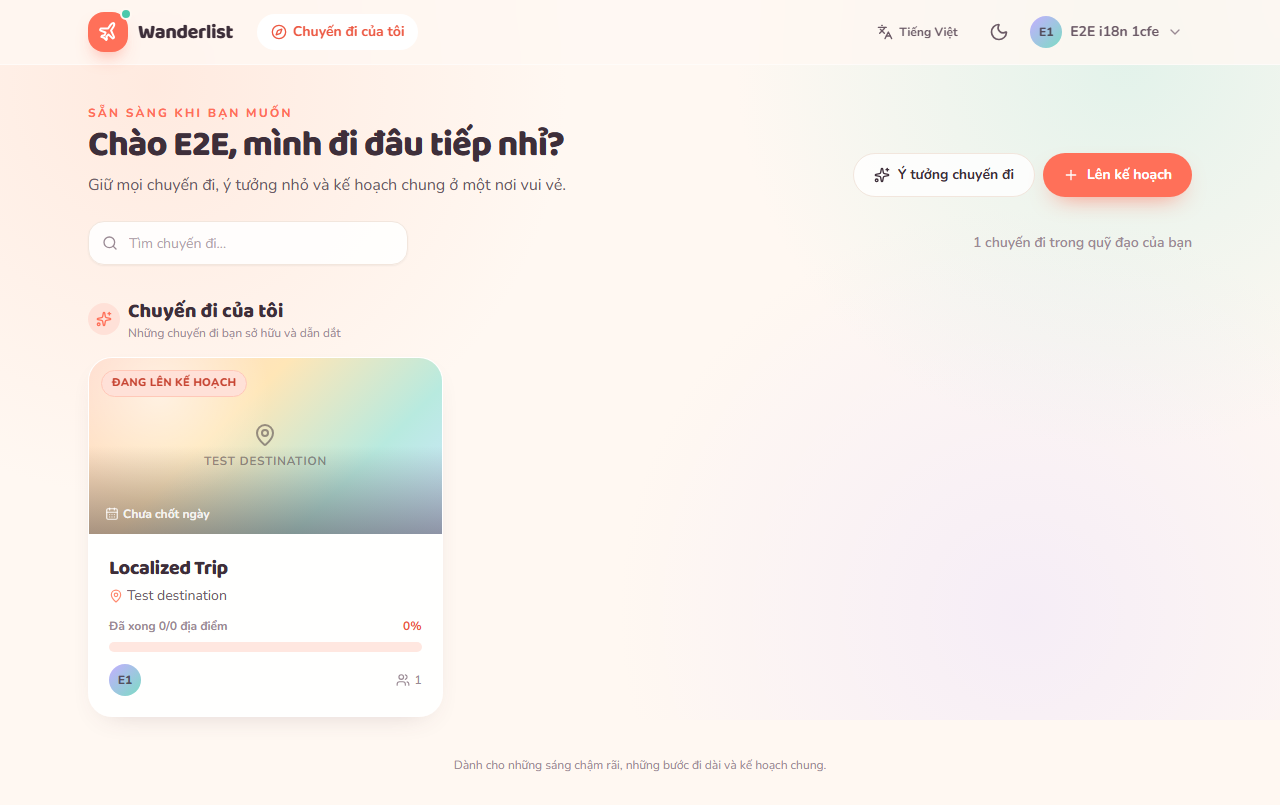 Wanderlist
Chuyến đi của tôi
Tiếng Việt
E1
E2E i18n 1cfe
SẴN SÀNG KHI BẠN MUỐN
Chào E2E, mình đi đâu tiếp nhỉ?
Giữ mọi chuyến đi, ý tưởng nhỏ và kế hoạch chung ở một nơi vui vẻ.
Ý tưởng chuyến đi
Lên kế hoạch
Tìm chuyến đi...
1 chuyến đi trong quỹ đạo của bạn
Chuyến đi của tôi
Những chuyến đi bạn sở hữu và dẫn dắt
ĐANG LÊN KẾ HOẠCH
TEST DESTINATION
Chưa chốt ngày
Localized Trip
Test destination
Đã xong 0/0 địa điểm
0%
E1
1
Dành cho những sáng chậm rãi, những bước đi dài và kế hoạch chung.